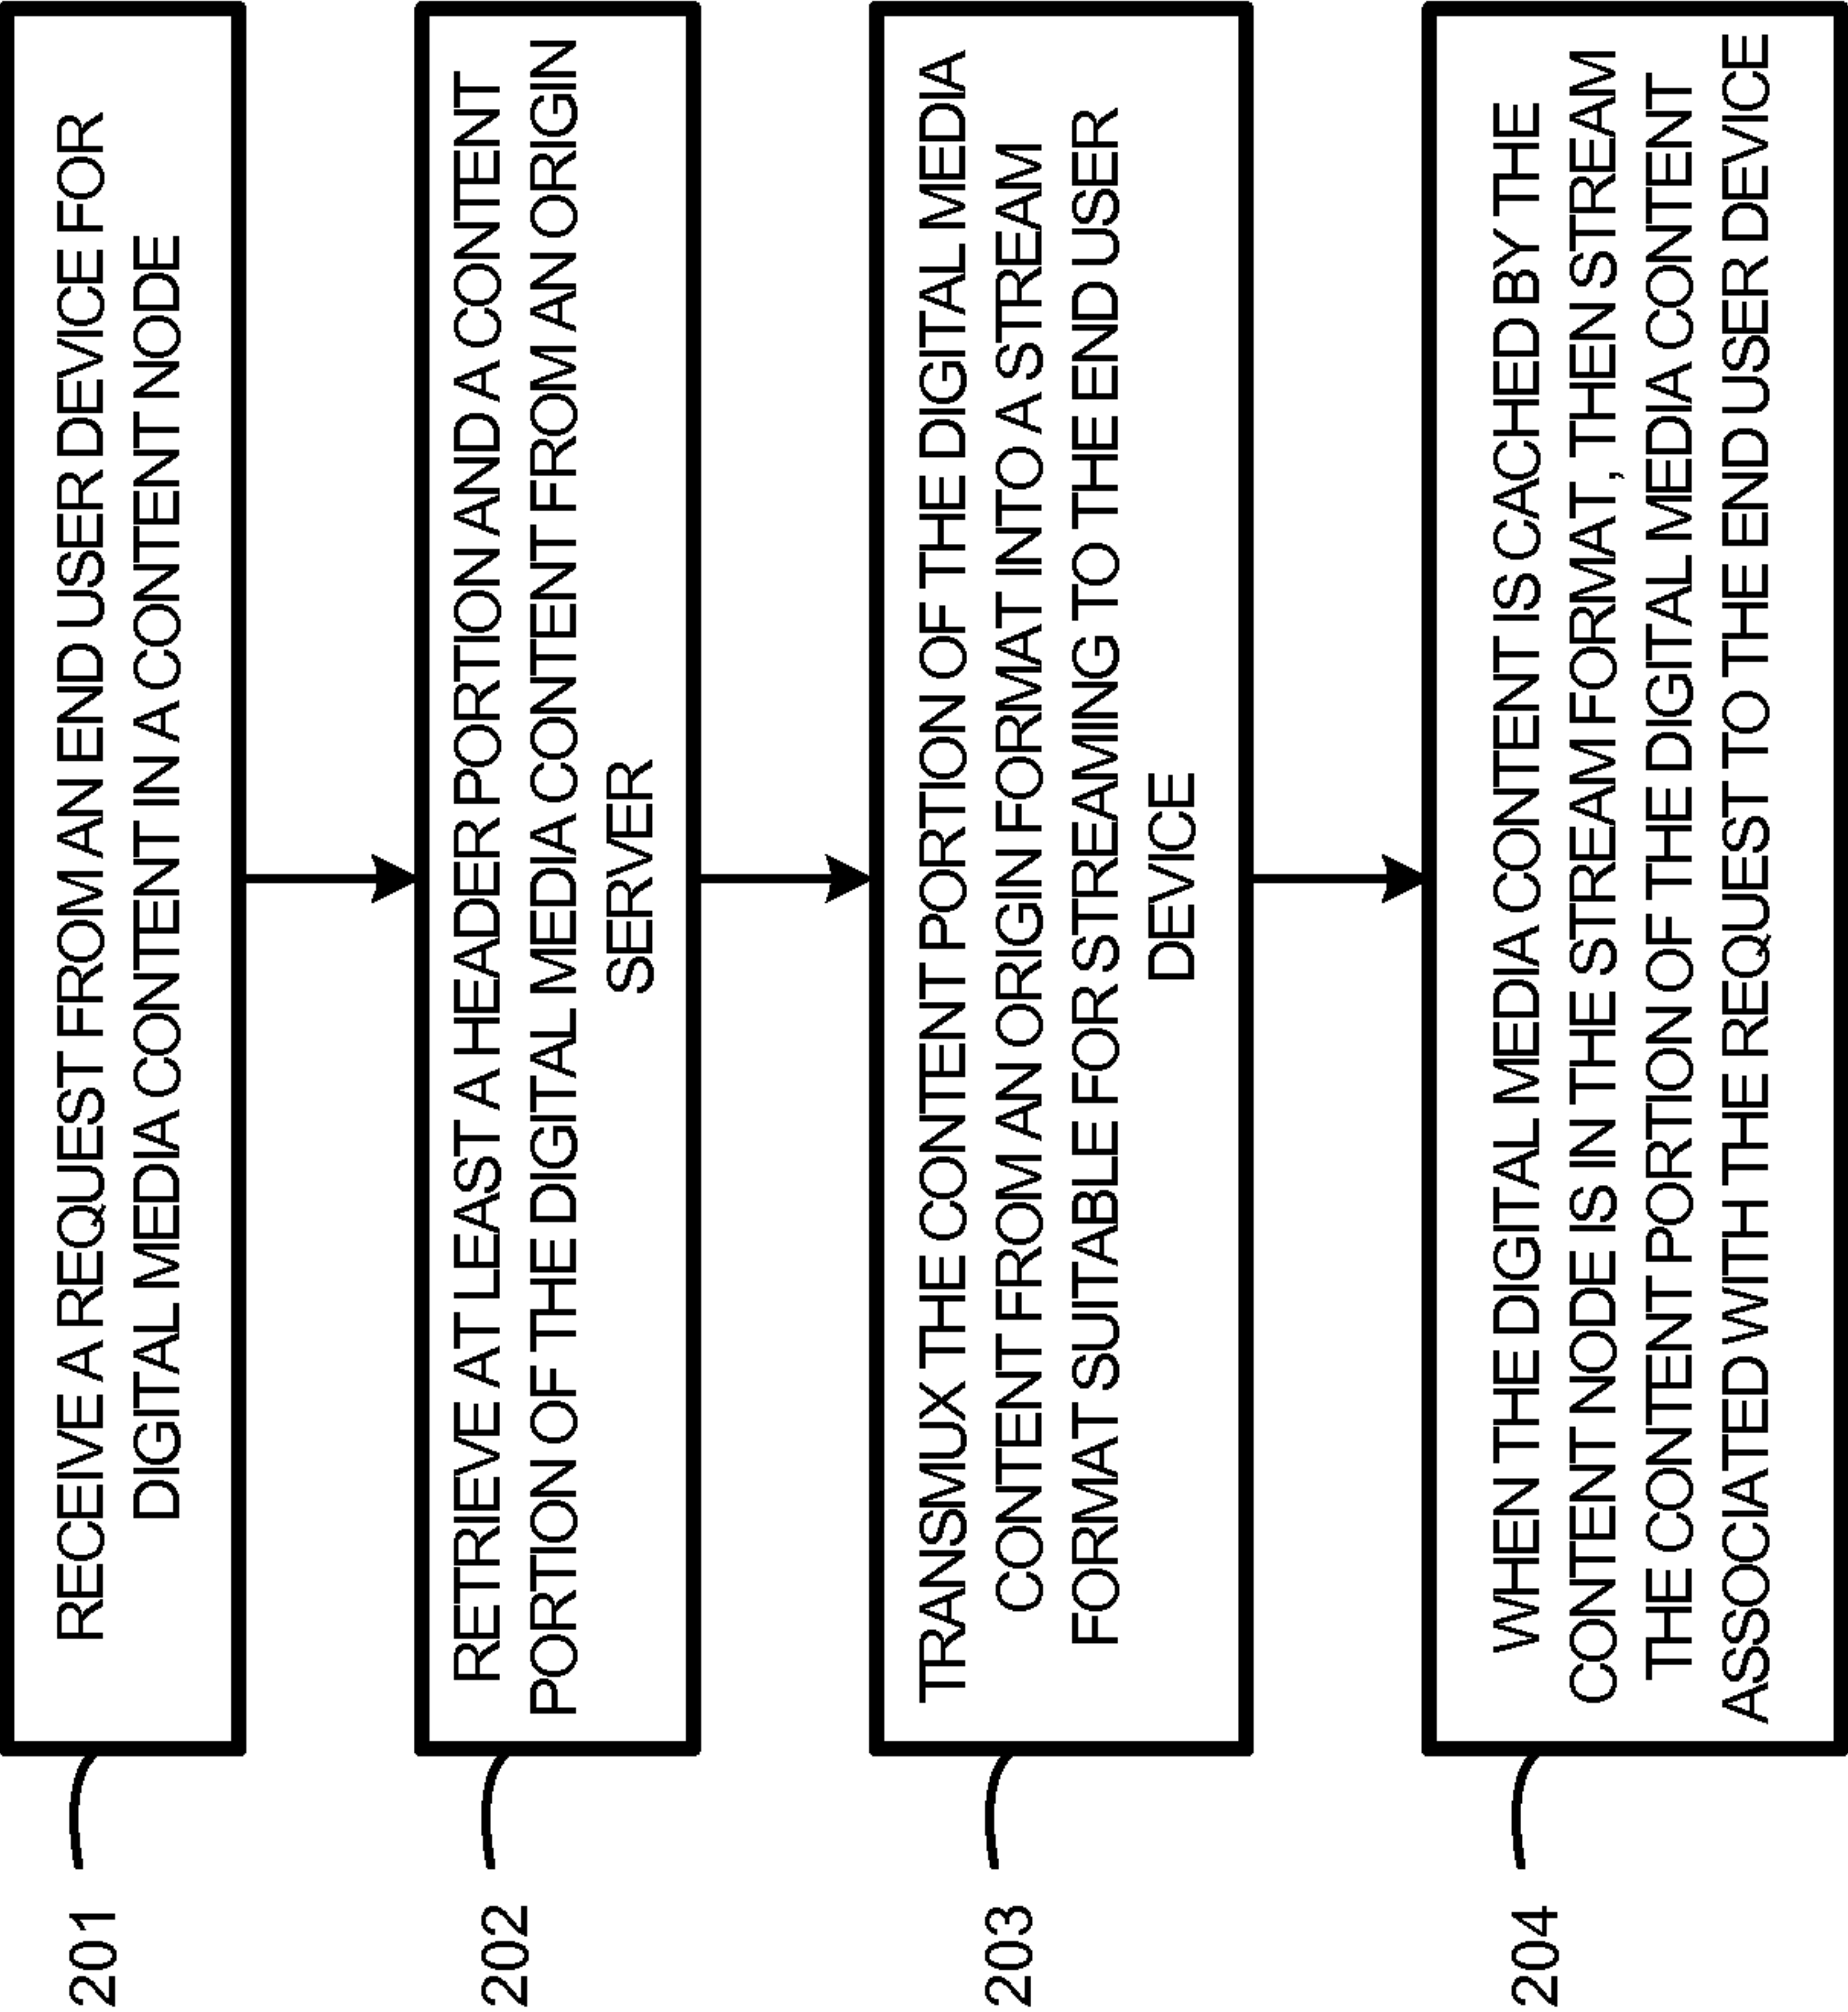 201
RECEIVE A REQUEST FROM AN END USER DEVICE FOR
DIGITAL MEDIA CONTENT IN A CONTENT NODE
202
RETRIEVE AT LEAST A HEADER PORTION AND A CONTENT
PORTION OF THE DIGITAL MEDIA CONTENT FROM AN ORIGIN
SERVER
203
TRANSMUX THE CONTENT PORTION OF THE DIGITAL MEDIA
CONTENT FROM AN ORIGIN FORMAT INTO A STREAM
FORMAT SUITABLE FOR STREAMING TO THE END USER
DEVICE
204
WHEN THE DIGITAL MEDIA CONTENT IS CACHED BY THE
CONTENT NODE IS IN THE STREAM FORMAT, THEN STREAM
THE CONTENT PORTION OF THE DIGITAL MEDIA CONTENT
ASSOCIATED WITH THE REQUEST TO THE END USER DEVICE